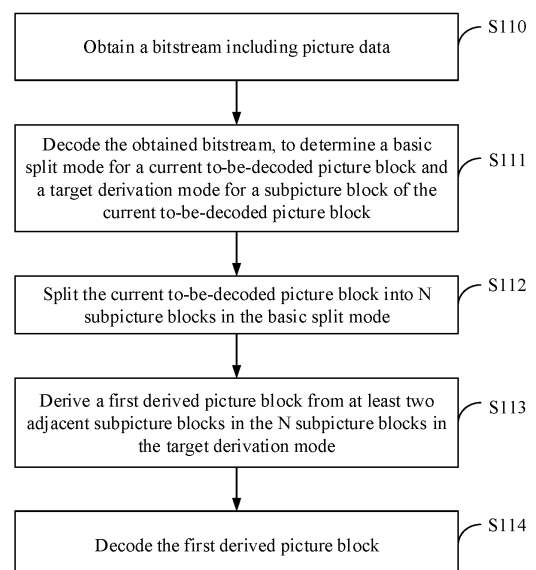 Obtain a bitstream including picture data
S110
Decode the obtained bitstream, to determine a basic
split mode for a current to-be-decoded picture block and
a target derivation mode for a subpicture block of the
current to-be-decoded picture block
S111
Split the current to-be-decoded picture block into N
subpicture blocks in the basic split mode
S112
Derive a first derived picture block from at least two
adjacent subpicture blocks in the N subpicture blocks in
the target derivation mode
S113
Decode the first derived picture block
S114